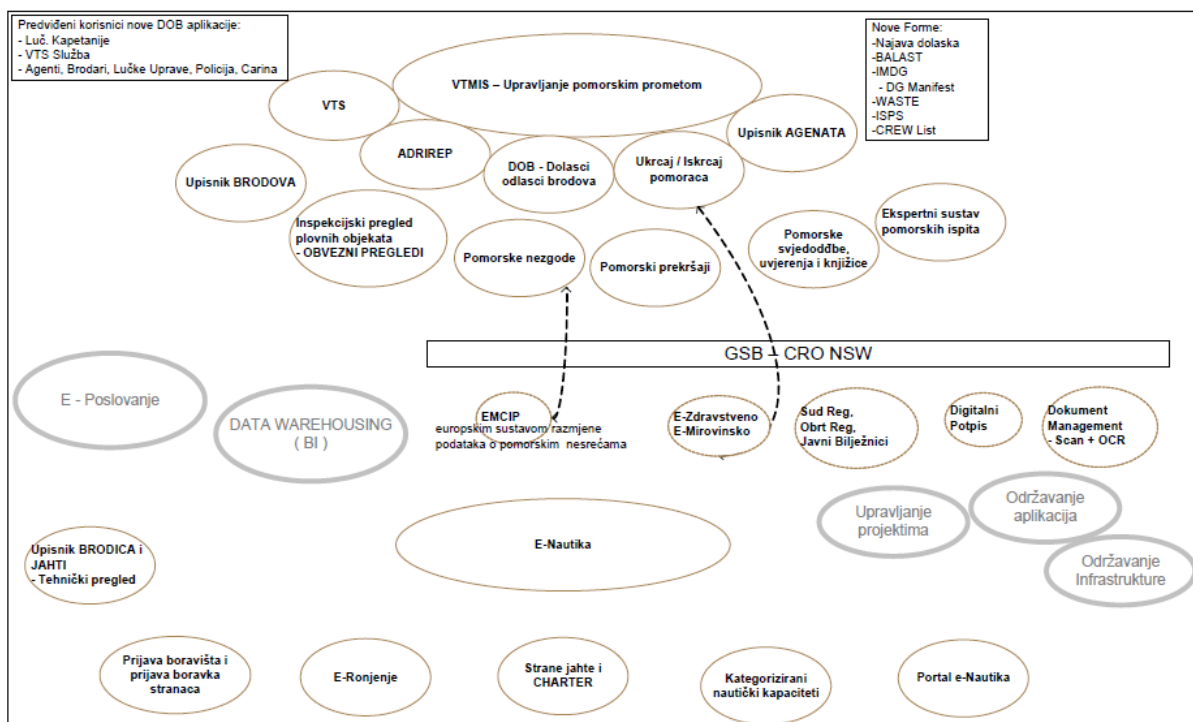 Predviđeni korisnici nove DOB aplikacije:
- Luč. Kapetanije
- VTS Služba
- Agenti, Brodari, Lučke Uprave, Policija, Carina
Nove Forme:
-Najava dolaska
-BALAST
-IMDG
- DG Manifest
-WASTE
-ISPS
-CREW List
VTMIS – Upravljanje pomorskim prometom
VTS
Upisnik AGENATA
ADRIREP
DOB - Dolasci
odlasci brodova
Ukrcaj / Iskrcaj
pomoraca
Upisnik BRODOVA
Inspekcijski pregled
plovnih objekata
- OBVEZNI PREGLEDI
Pomorske nezgode
Pomorski prekršaji
Pomorske
svjedodđbe,
uvjerenja i knjižice
Ekspertni sustav
pomorskih ispita
GSB – CRO NSW
E - Poslovanje
DATA WAREHOUSING
( BI )
EMCIP
europskim sustavom razmjene
podataka o pomorskim nesrećama
E-Zdravstveno
E-Mirovinsko
Sud Reg,
Obrt Reg,
Javni Bilježnici
Digitalni
Potpis
Dokument
Management
- Scan + OCR
Upravljanje
projektima
Održavanje
aplikacija
Održavanje
Infrastrukture
Upisnik BRODICA i
JAHTI
- Tehnički pregled
E-Nautika
Prijava boravišta i
prijava boravka
stranaca
E-Ronjenje
Strane jahte i
CHARTER
Kategorizirani
nautički kapaciteti
Portal e-Nautika